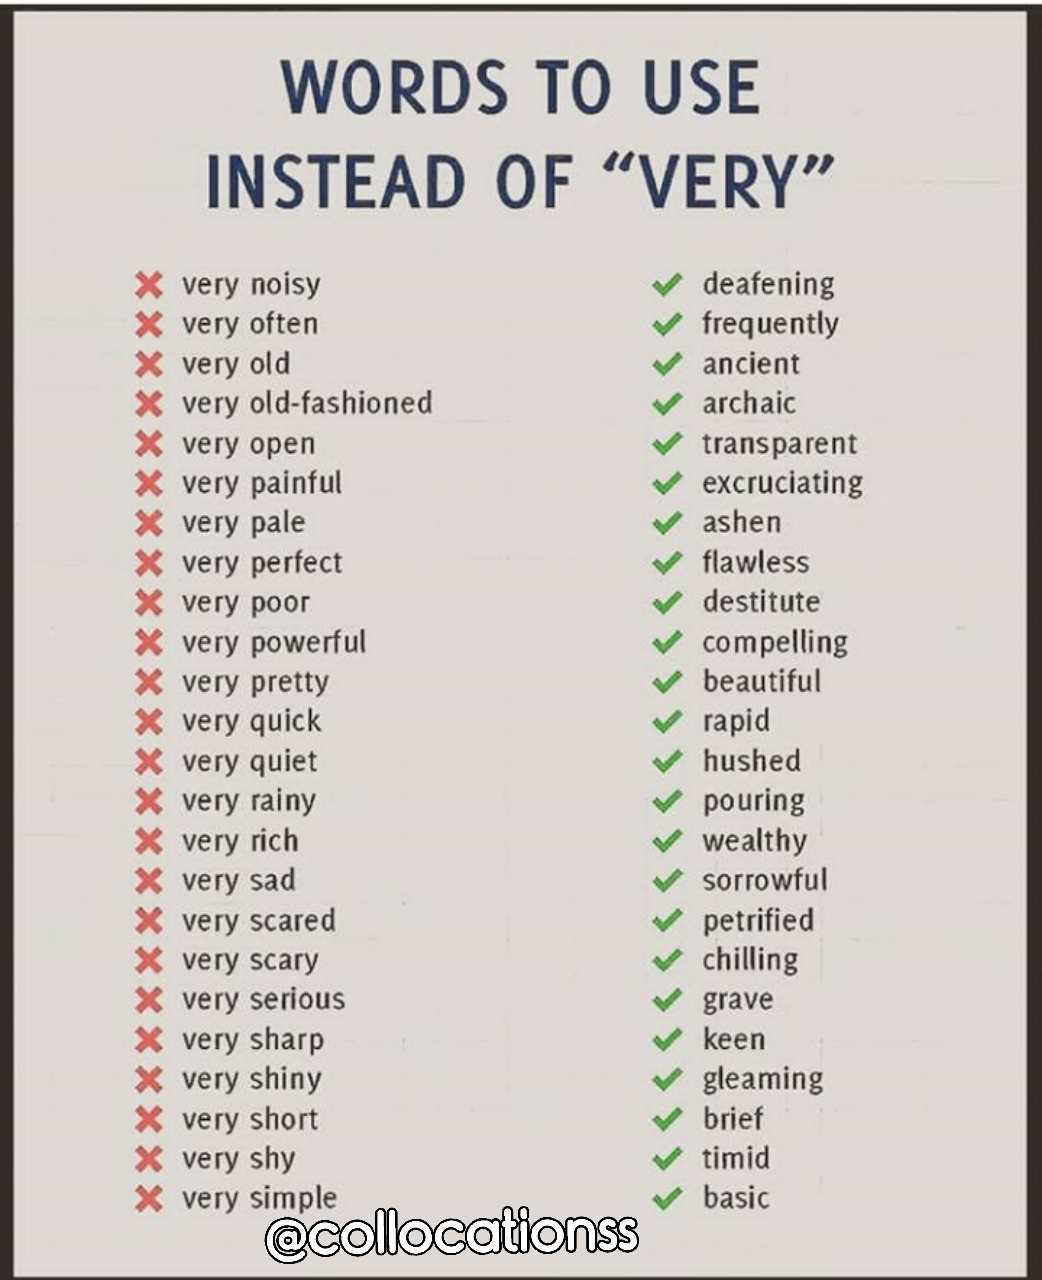 WORDS TO USE
INSTEAD OF “VERY”
very noisy deafening
very often frequently
very old ancient
very old-fashioned archaic
very open transparent
very painful excruciating
very pale ashen
very perfect flawless
very poor destitute
very powerful compelling
very pretty beautiful
very quick rapid
very quiet hushed
very rainy pouring
very rich wealthy
very sad sorrowful
very scared petrified
very scary chilling
very serious grave
very sharp keen
very shiny gleaming
very short brief
very shy timid
very simple basic
@collocationss